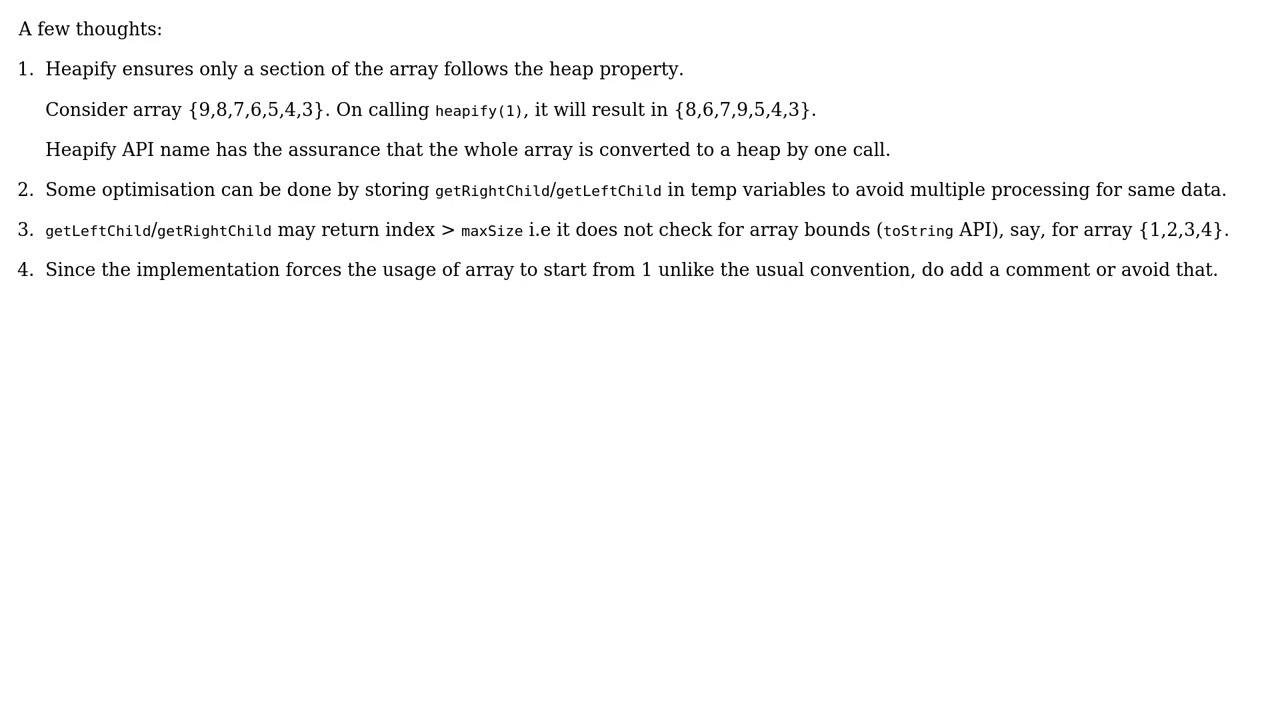 A few thoughts:
1. Heapify ensures only a section of the array follows the heap property.
Consider array {9,8,7,6,5,4,3}. On calling heapify(1), it will result in {8,6,7,9,5,4,3}.
Heapify API name has the assurance that the whole array is converted to a heap by one call.
2. Some optimisation can be done by storing getRightChild/getLeftChild in temp variables to avoid multiple processing for same data.
3. getLeftChild/getRightChild may return index > maxSize i.e it does not check for array bounds (toString API), say, for array {1,2,3,4}.
4. Since the implementation forces the usage of array to start from 1 unlike the usual convention, do add a comment or avoid that.